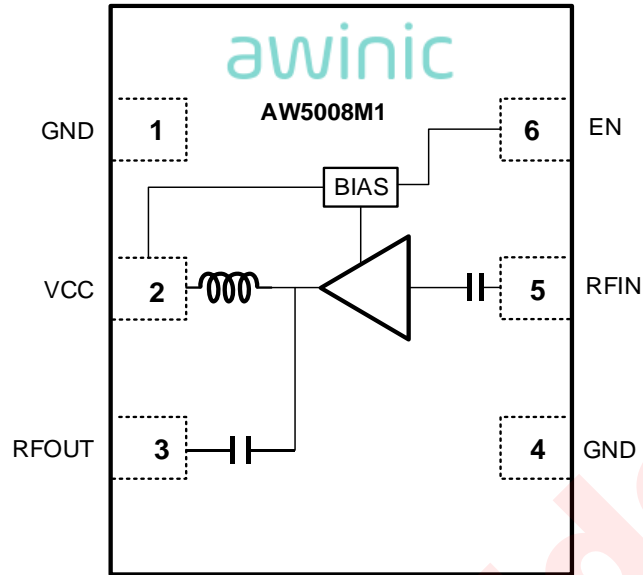 awinic
AW5008M1
GND 1
6 EN
BIAS
VCC 2
5 RFIN
RFOUT 3
4 GND